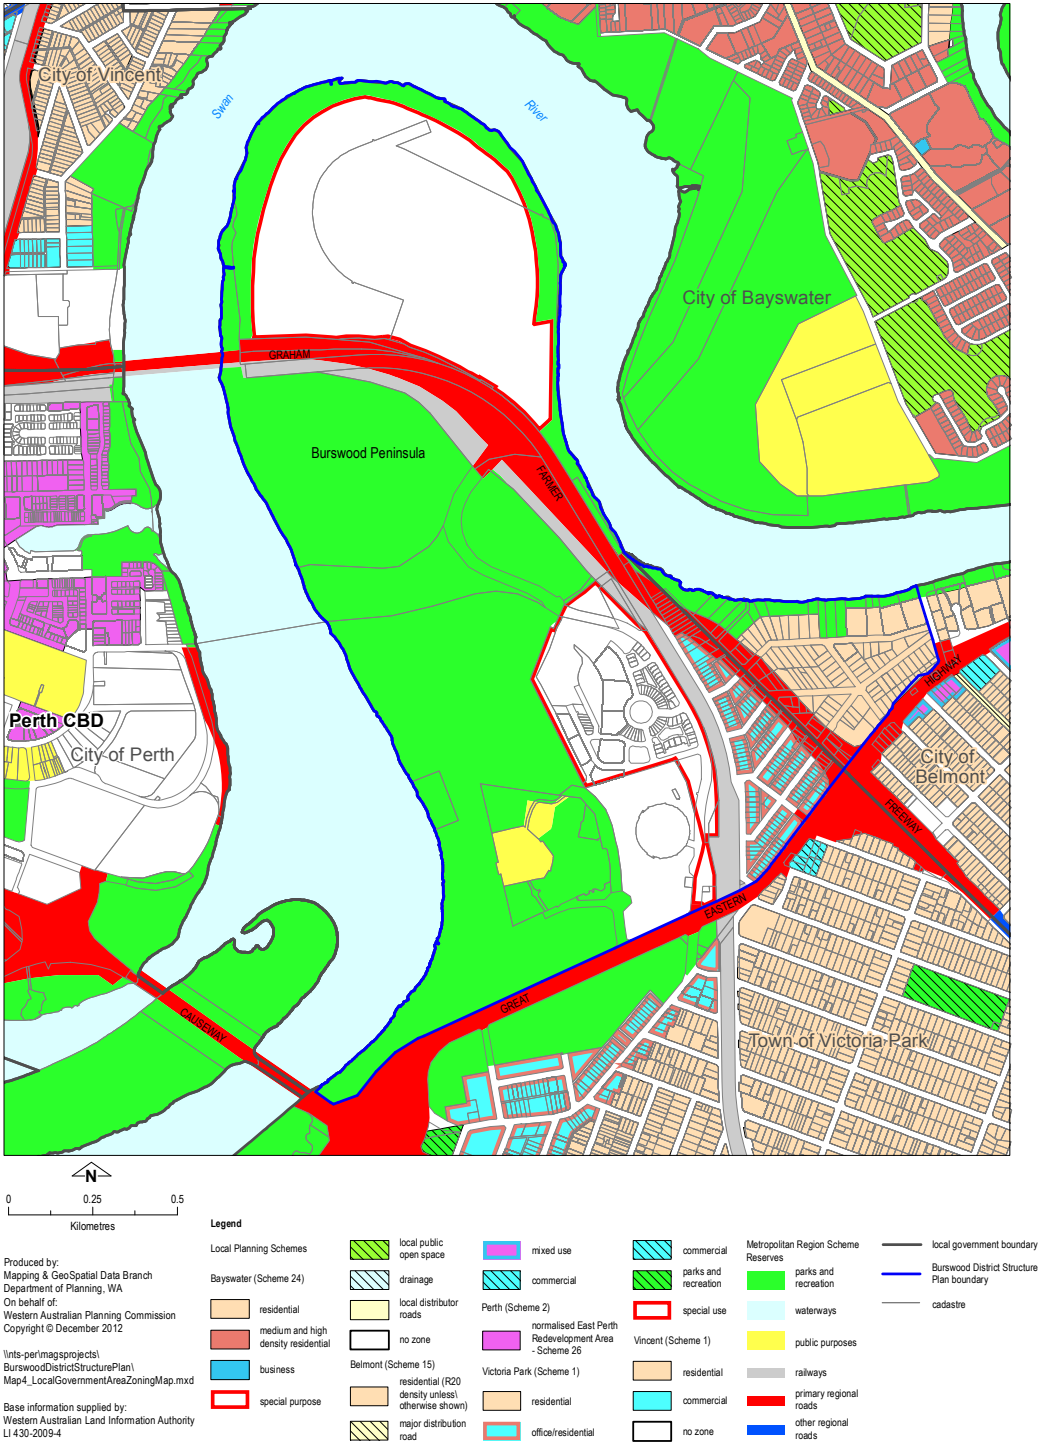 City of Vincent
Swan
River
City of Bayswater
GRAHAM
Burswood Peninsula
FARMER
Perth CBD
City of Perth
HIGHWAY
City of
Belmont
FREEWAY
EASTERN
GREAT
CAUSEWAY
Town of Victoria Park
N
0 0.25 0.5
Kilometres
Produced by:
Mapping & GeoSpatial Data Branch
Department of Planning, WA
On behalf of:
Western Australian Planning Commission
Copyright © December 2012
\\nts-per\magsprojects\
BurswoodDistrictStructurePlan\
Map4_LocalGovernmentAreaZoningMap.mxd
Base information supplied by:
Western Australian Land Information Authority
LI 430-2009-4
Legend
Local Planning Schemes
Bayswater (Scheme 24)
residential
medium and high
density residential
business
special purpose
local public
open space
drainage
local distributor
roads
no zone
Belmont (Scheme 15)
residential (R20
density unless\
otherwise shown)
major distribution
road
mixed use
commercial
Perth (Scheme 2)
normalised East Perth
Redevelopment Area
- Scheme 26
Victoria Park (Scheme 1)
residential
office/residential
commercial
parks and
recreation
special use
Vincent (Scheme 1)
residential
commercial
no zone
Metropolitan Region Scheme
Reserves
parks and
recreation
waterways
public purposes
railways
primary regional
roads
other regional
roads
local government boundary
Burswood District Structure
Plan boundary
cadastre